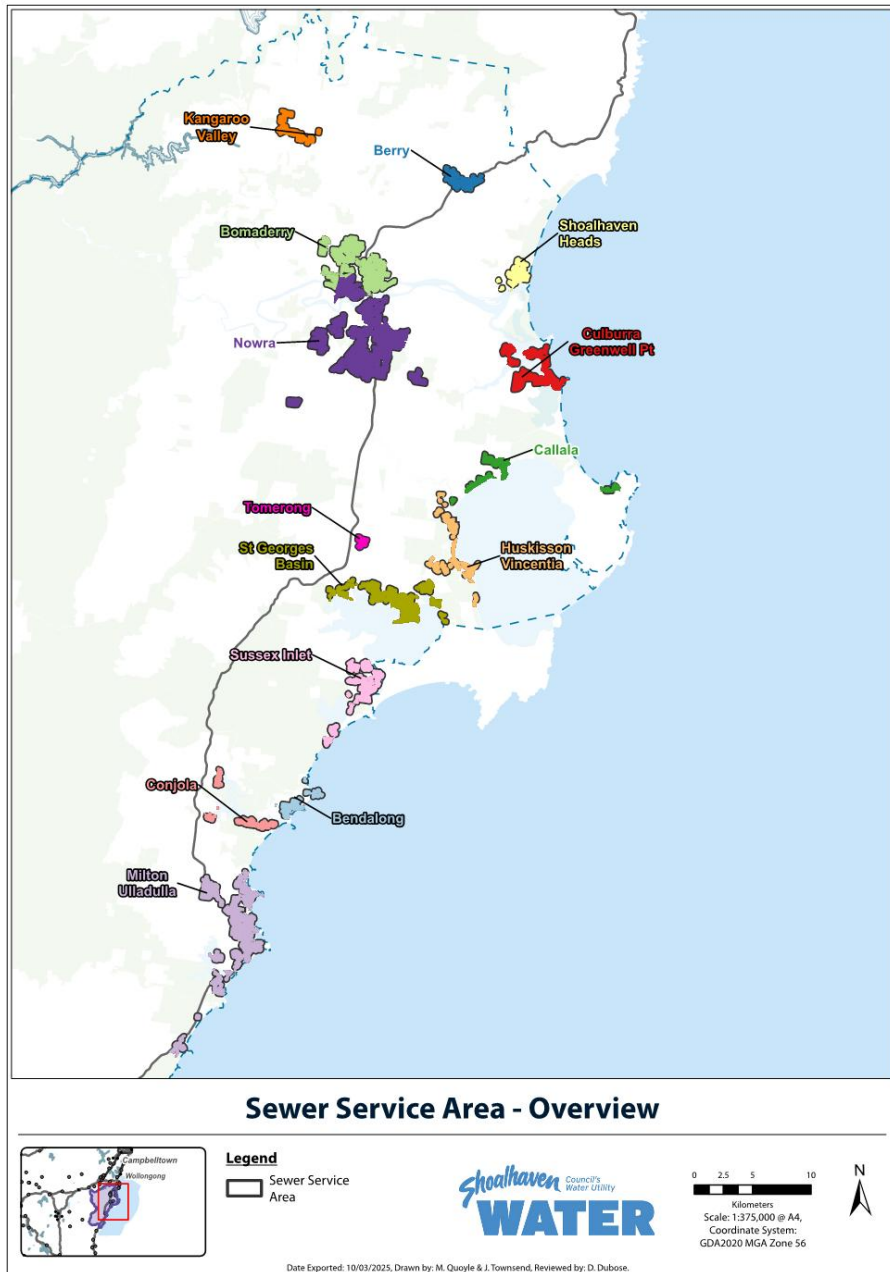 Kangaroo
Valley
Berry
Bomaderry
Shoalhaven
Heads
Nowra
Culburra
Greenwell Pt
Callala
Tomerong
St Georges
Basin
Huskisson
Vincentia
Sussex Inlet
Conjola
Bendalong
Milton
Ulladulla
Sewer Service Area - Overview
Campbelltown
Wollongong
Legend
Sewer Service
Area
Shoalhaven Council's
Water Utility
WATER
0 2.5 5 10
Kilometers
Scale: 1:375,000 @ A4,
Coordinate System:
GDA2020 MGA Zone 56
N
Date Exported: 10/03/2025, Drawn by: M. Quoyle & J. Townsend, Reviewed by: D. Dubose.